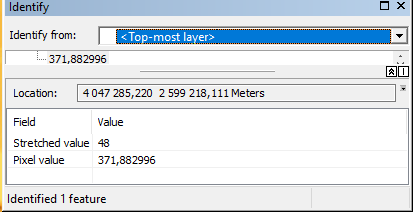 Identify
Identify from: <Top-most layer>
371,882996
Location: 4 047 285,220 2 599 218,111 Meters
Field Value
Stretched value 48
Pixel value 371,882996
Identified 1 feature